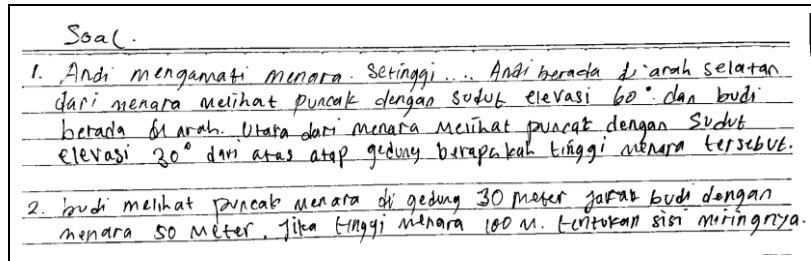 Soal.
1. Andi mengamati menara. Setinggi .... Andi berada di arah selatan
dari menara melihat puncak dengan sudut elevasi 60°. dan budi
berada di arah. Utara dari menara melihat puncak dengan sudut
elevasi 30° dari atas atap gedung berapakah tinggi menara tersebut.
2. budi melihat puncak menara di gedung 30 meter jarak budi dengan
menara 50 meter. Jika tinggi menara 100 M. tentukan sisi miringnya.